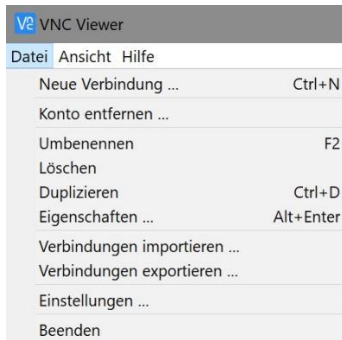 VNC Viewer
Datei Ansicht Hilfe
Neue Verbindung ... Ctrl+N
Konto entfernen ...
Umbenennen F2
Löschen
Duplizieren Ctrl+D
Eigenschaften ... Alt+Enter
Verbindungen importieren ...
Verbindungen exportieren ...
Einstellungen ...
Beenden